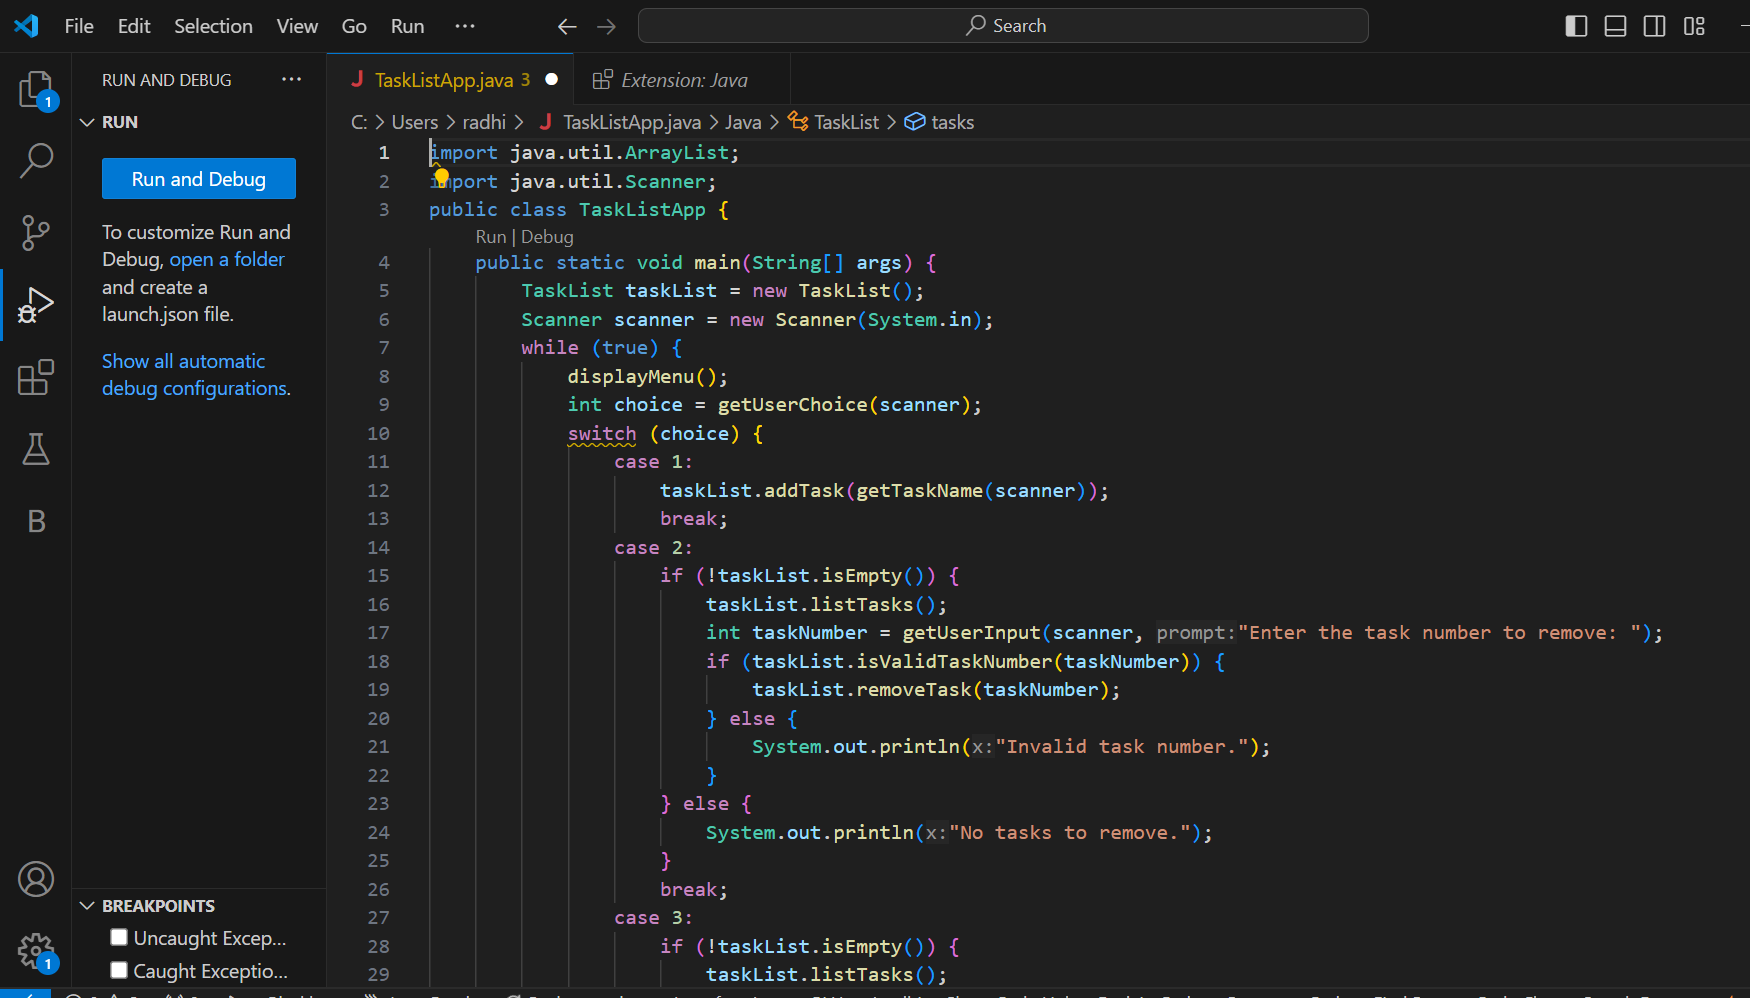 File Edit Selection View Go Run ··· ← → Search
RUN AND DEBUG ···
RUN
Run and Debug
To customize Run and
Debug, open a folder
and create a
launch.json file.
Show all automatic
debug configurations.
BREAKPOINTS
Uncaught Excep...
Caught Exceptio...
1
B
1
J TaskListApp.java 3 ● Extension: Java
C: > Users > radhi > J TaskListApp.java > Java > TaskList > tasks
1 import java.util.ArrayList;
2 import java.util.Scanner;
3 public class TaskListApp {
Run | Debug
4 public static void main(String[] args) {
5 TaskList taskList = new TaskList();
6 Scanner scanner = new Scanner(System.in);
7 while (true) {
8 displayMenu();
9 int choice = getUserChoice(scanner);
10 switch (choice) {
11 case 1:
12 taskList.addTask(getTaskName(scanner));
13 break;
14 case 2:
15 if (!taskList.isEmpty()) {
16 taskList.listTasks();
17 int taskNumber = getUserInput(scanner, prompt:"Enter the task number to remove: ");
18 if (taskList.isValidTaskNumber(taskNumber)) {
19 taskList.removeTask(taskNumber);
20 } else {
21 System.out.println(x:"Invalid task number.");
22 }
23 } else {
24 System.out.println(x:"No tasks to remove.");
25 }
26 break;
27 case 3:
28 if (!taskList.isEmpty()) {
29 taskList.listTasks();